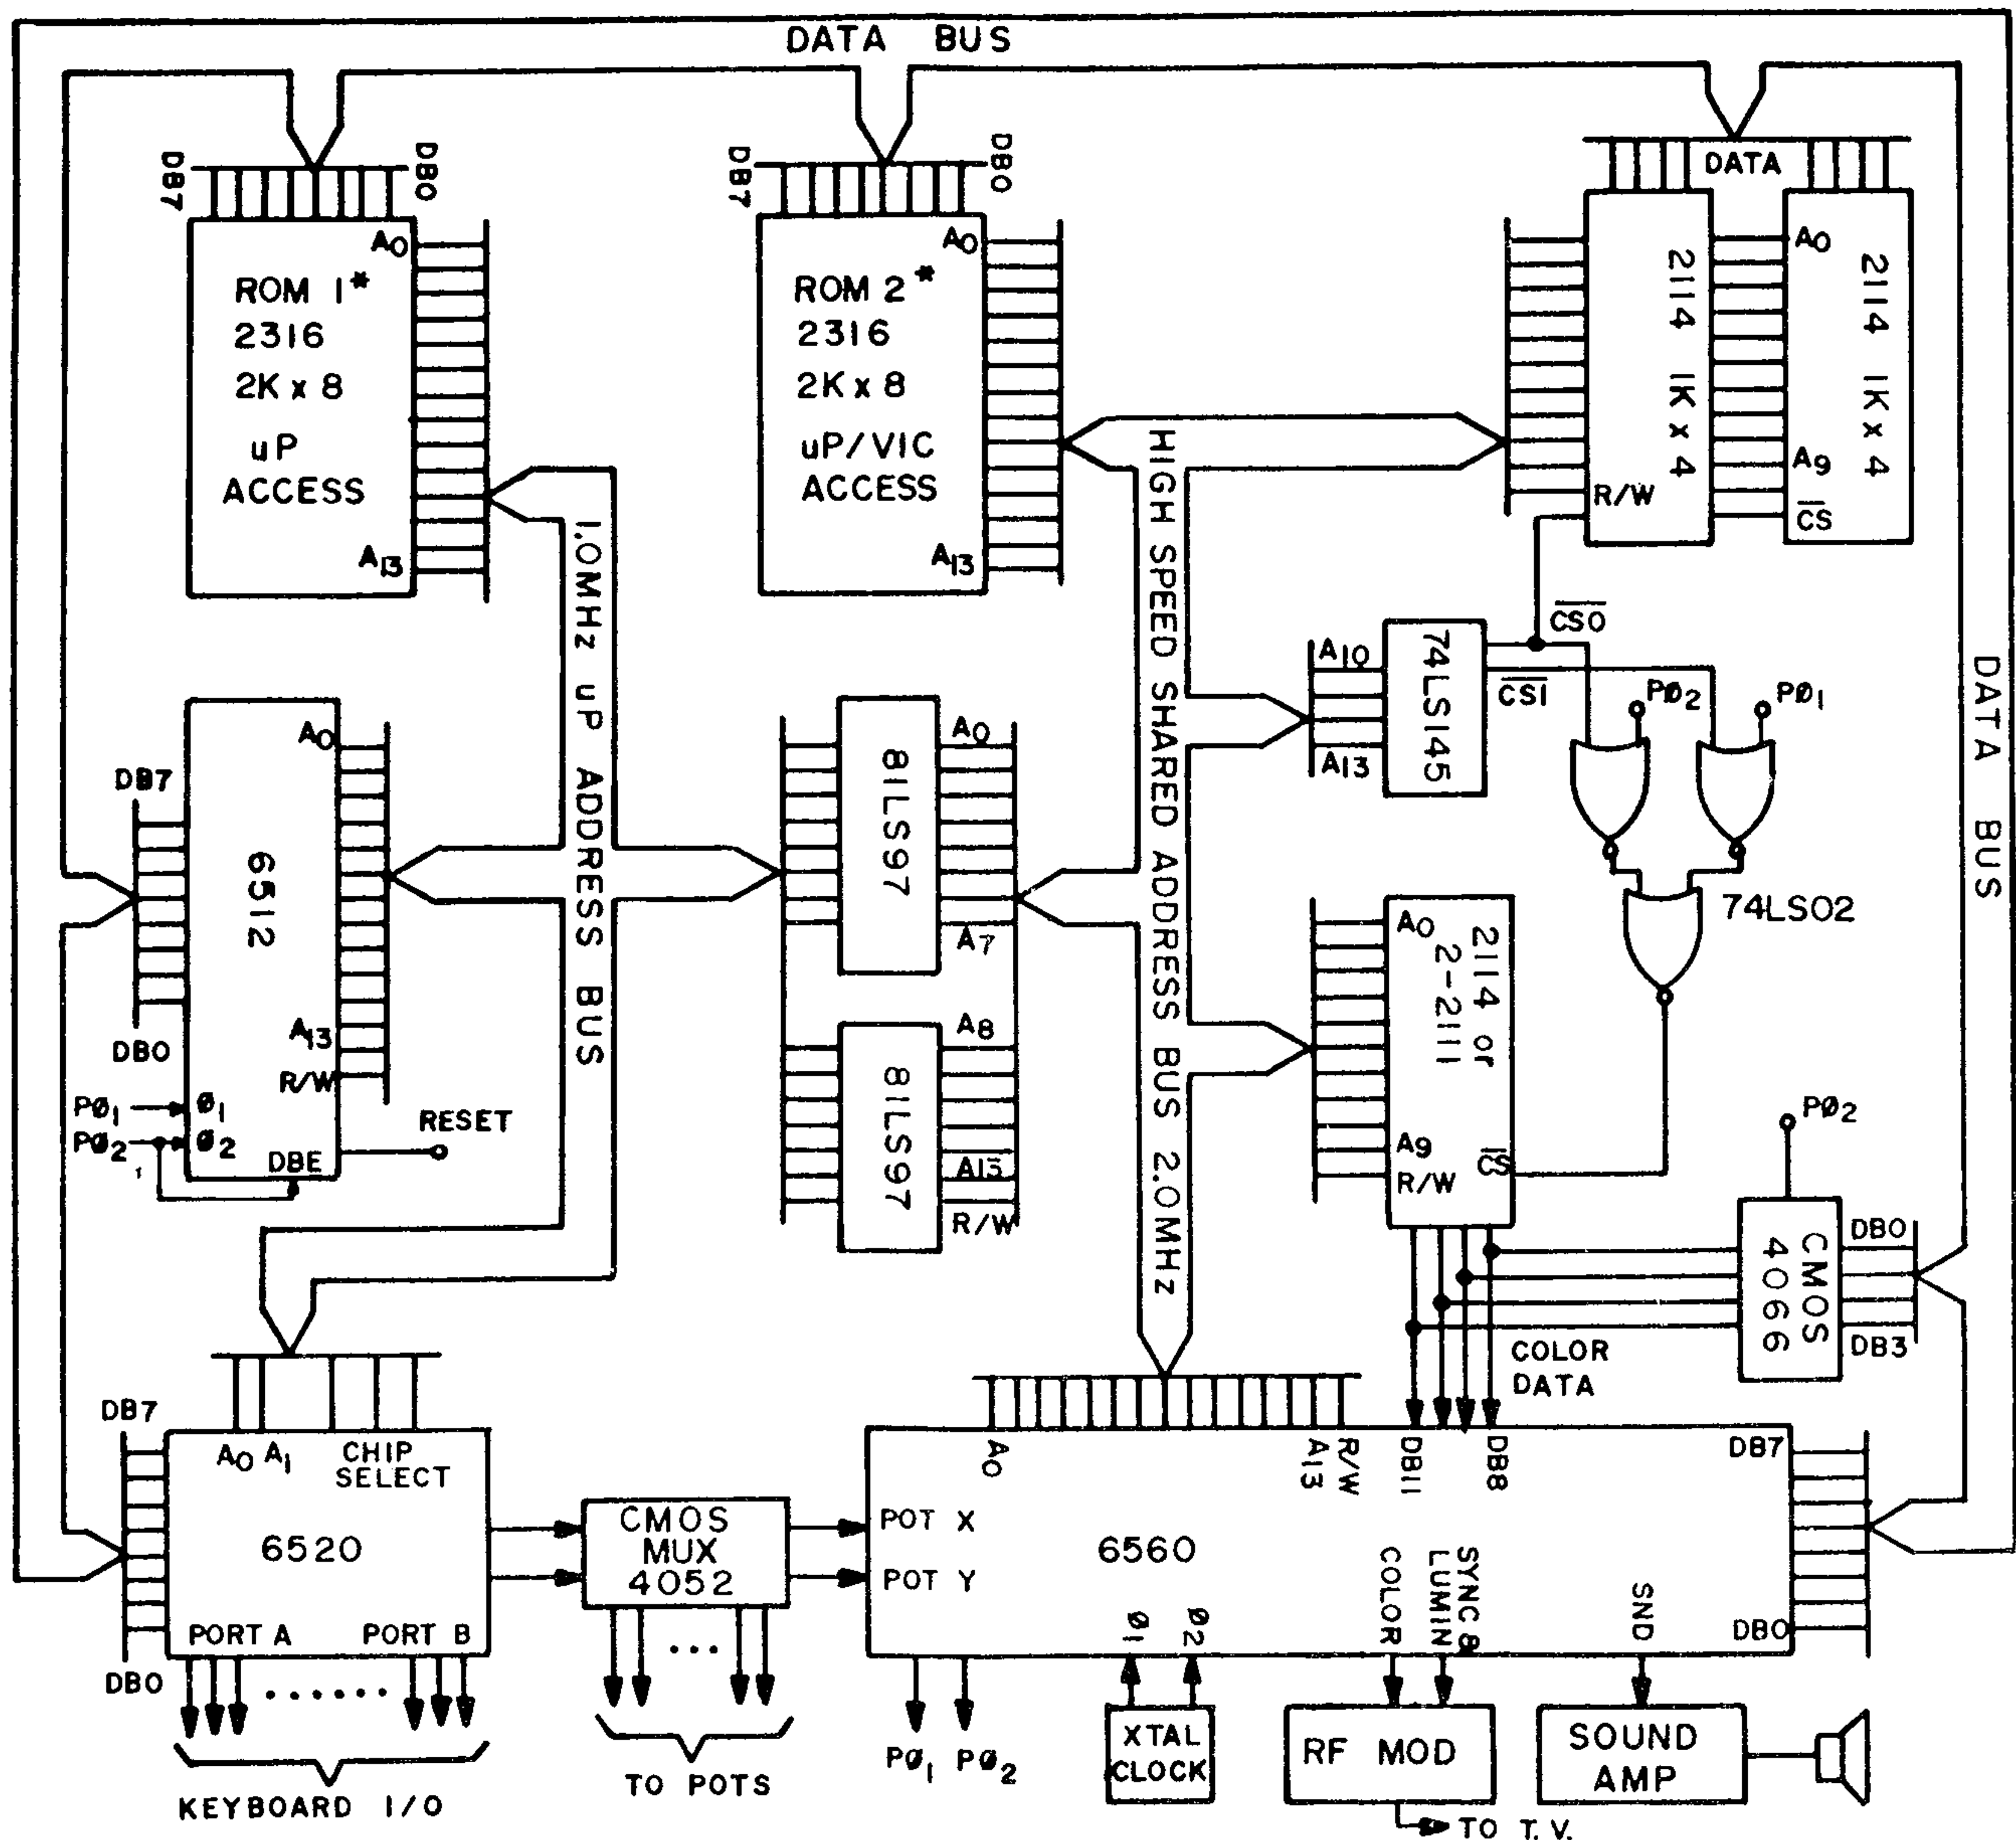 DATA BUS
DB7
DB0
A0
ROM 1*
2316
2K x 8
uP
ACCESS
A13
DB7
DB0
A0
ROM 2*
2316
2K x 8
uP/VIC
ACCESS
A13
DATA
2114 1K x 4
R/W
A0
2114 1K x 4
A9
CS
1.0MHz uP ADDRESS BUS
HIGH SPEED SHARED ADDRESS BUS 2.0MHz
DATA BUS
CS0
A10
74LS145
CS1
A13
PØ2
PØ1
74LS02
DB7
A0
6512
A13
DB0
R/W
PØ1
Ø1
PØ2
Ø2
DBE
RESET
A0
81LS97
A7
A8
81LS97
A13
R/W
A0
2114 or
2-2111
A9
R/W
CS
PØ2
CMOS
4066
DB0
DB3
COLOR
DATA
DB7
A0 A1
CHIP
SELECT
6520
PORT A
PORT B
DB0
KEYBOARD I/O
CMOS
MUX
4052
TO POTS
A0
A13
R/W
DB11
DB8
DB7
POT X
6560
POT Y
Ø1
Ø2
COLOR
LUMIN
SYNC &
SND
DB0
PØ1 PØ2
XTAL
CLOCK
RF MOD
SOUND
AMP
TO T.V.